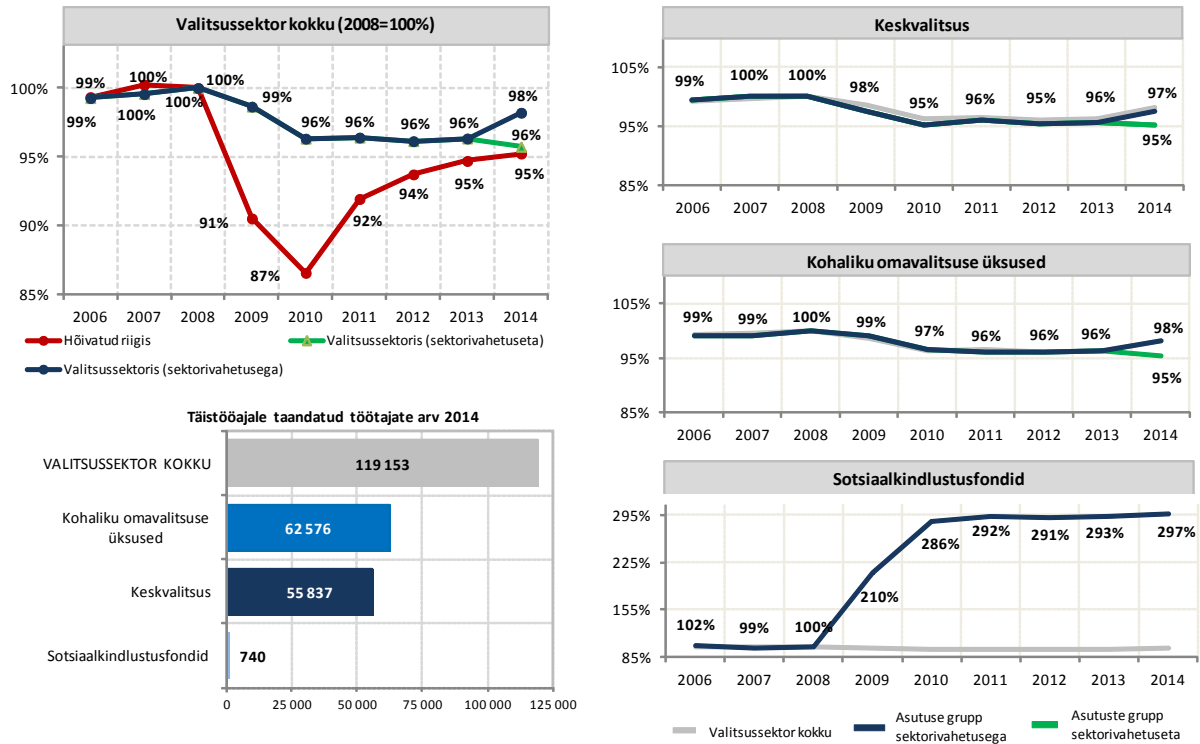 Valitsussektor kokku (2008=100%)
100%
95%
90%
85%
99%
100%
100%
99%
100%
100%
99%
96%
96%
96%
96%
98%
96%
91%
87%
92%
94%
95%
95%
2006 2007 2008 2009 2010 2011 2012 2013 2014
Hõivatud riigis
Valitsussektoris (sektorivahetuseta)
Valitsussektoris (sektorivahetusega)
Täistööajale taandatud töötajate arv 2014
VALITSUSSEKTOR KOKKU
119 153
Kohaliku omavalitsuse
üksused
62 576
Keskvalitsus
55 837
Sotsiaalkindlustusfondid
740
0 25 000 50 000 75 000 100 000 125 000
Keskvalitsus
105%
95%
85%
99% 100% 100% 98% 95% 96% 95% 96% 97%
95%
2006 2007 2008 2009 2010 2011 2012 2013 2014
Kohaliku omavalitsuse üksused
105%
95%
85%
99% 99% 100% 99% 97% 96% 96% 96% 98%
95%
2006 2007 2008 2009 2010 2011 2012 2013 2014
Sotsiaalkindlustusfondid
295%
225%
155%
85%
102% 99% 100% 210% 286% 292% 291% 293% 297%
2006 2007 2008 2009 2010 2011 2012 2013 2014
Valitsussektor kokku
Asutuse grupp
sektorivahetusega
Asutuste grupp
sektorivahetuseta